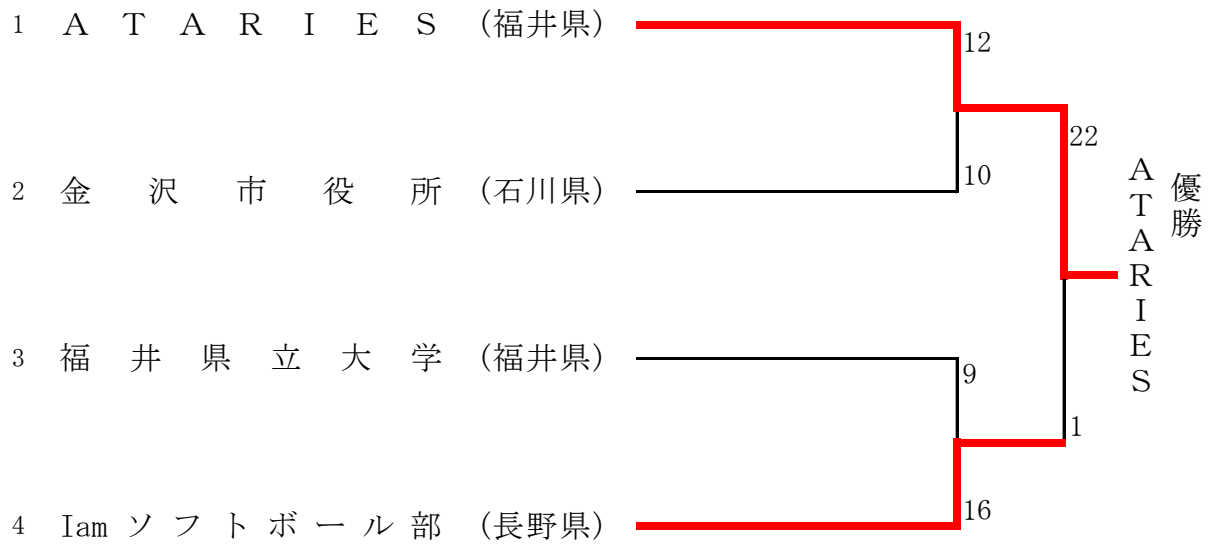 1 ATARIES (福井県)
12
22
10
2 金沢市役所 (石川県)
優勝
ATARIES
3 福井県立大学 (福井県)
9
1
16
4 Iam ソフトボール部 (長野県)